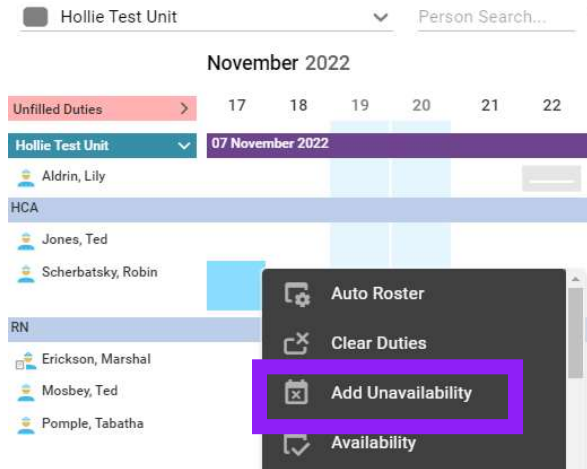 Hollie Test Unit
Person Search...
November 2022
Unfilled Duties
17 18 19 20 21 22
Hollie Test Unit
07 November 2022
Aldrin, Lily
HCA
Jones, Ted
Scherbatsky, Robin
Auto Roster
Clear Duties
RN
Erickson, Marshal
Add Unavailability
Mosbey, Ted
Pomple, Tabatha
Availability